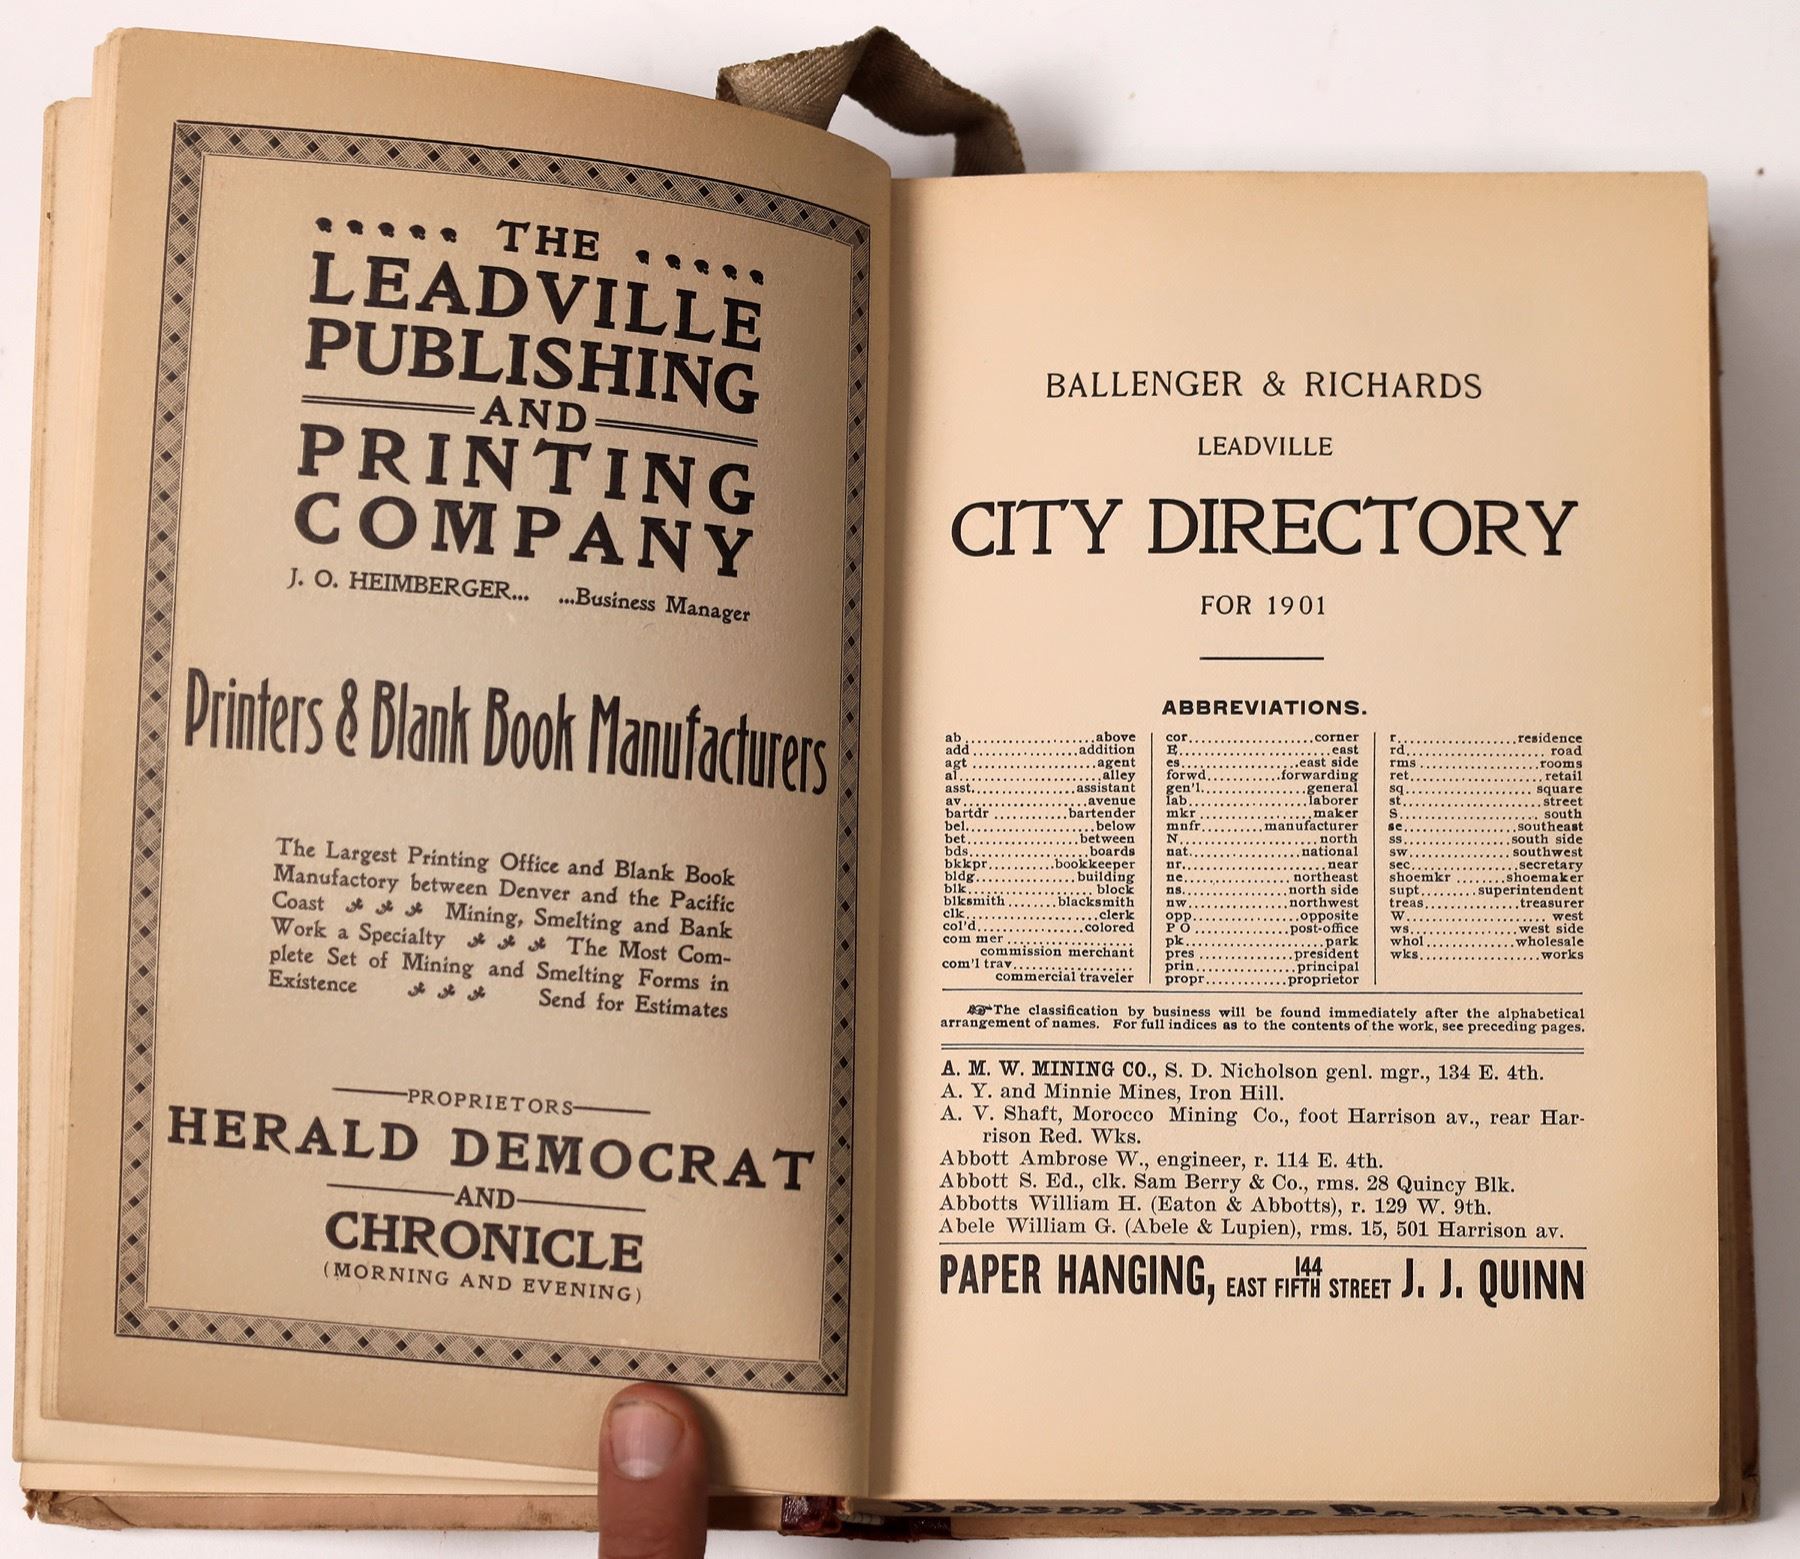 THE
LEADVILLE
PUBLISHING
AND
PRINTING
COMPANY
J. O. HEIMBERGER... ...Business Manager
Printers & Blank Book Manufacturers
The Largest Printing Office and Blank Book
Manufactory between Denver and the Pacific
Coast Mining, Smelting and Bank
Work a Specialty The Most Com-
plete Set of Mining and Smelting Forms in
Existence Send for Estimates
PROPRIETORS
HERALD DEMOCRAT
AND
CHRONICLE
(MORNING AND EVENING)
BALLENGER & RICHARDS
LEADVILLE
CITY DIRECTORY
FOR 1901
ABBREVIATIONS.
ab....................above
add..................addition
agt....................agent
al.....................alley
asst...............assistant
av....................avenue
bartdr............bartender
bel....................below
bet..................between
bds...................boards
bkkpr...........bookkeeper
bldg................building
blk....................block
blksmith........blacksmith
clk....................clerk
col'd................colored
com mer................
commission merchant
com'l trav................
commercial traveler
cor....................corner
E.......................east
es.................east side
forwd...........forwarding
gen'l...............general
lab..................laborer
mkr....................maker
mnfr...........manufacturer
N......................north
nat.................national
nr......................near
ne................northeast
ns...............north side
nw................northwest
opp.................opposite
P O...............post-office
pk......................park
pres...............president
prin...............principal
propr............proprietor
r..................residence
rd......................road
rms....................rooms
ret...................retail
sq....................square
st....................street
S......................south
se.................southeast
ss................south side
sw.................southwest
sec................secretary
shoemkr........shoemaker
supt.........superintendent
treas..............treasurer
W.......................west
ws.................west side
whol...............wholesale
wks....................works
☞The classification by business will be found immediately after the alphabetical
arrangement of names. For full indices as to the contents of the work, see preceding pages.
A. M. W. MINING CO., S. D. Nicholson genl. mgr., 134 E. 4th.
A. Y. and Minnie Mines, Iron Hill.
A. V. Shaft, Morocco Mining Co., foot Harrison av., rear Har-
rison Red. Wks.
Abbott Ambrose W., engineer, r. 114 E. 4th.
Abbott S. Ed., clk. Sam Berry & Co., rms. 28 Quincy Blk.
Abbotts William H. (Eaton & Abbotts), r. 129 W. 9th.
Abele William G. (Abele & Lupien), rms. 15, 501 Harrison av.
PAPER HANGING, 144 EAST FIFTH STREET J. J. QUINN